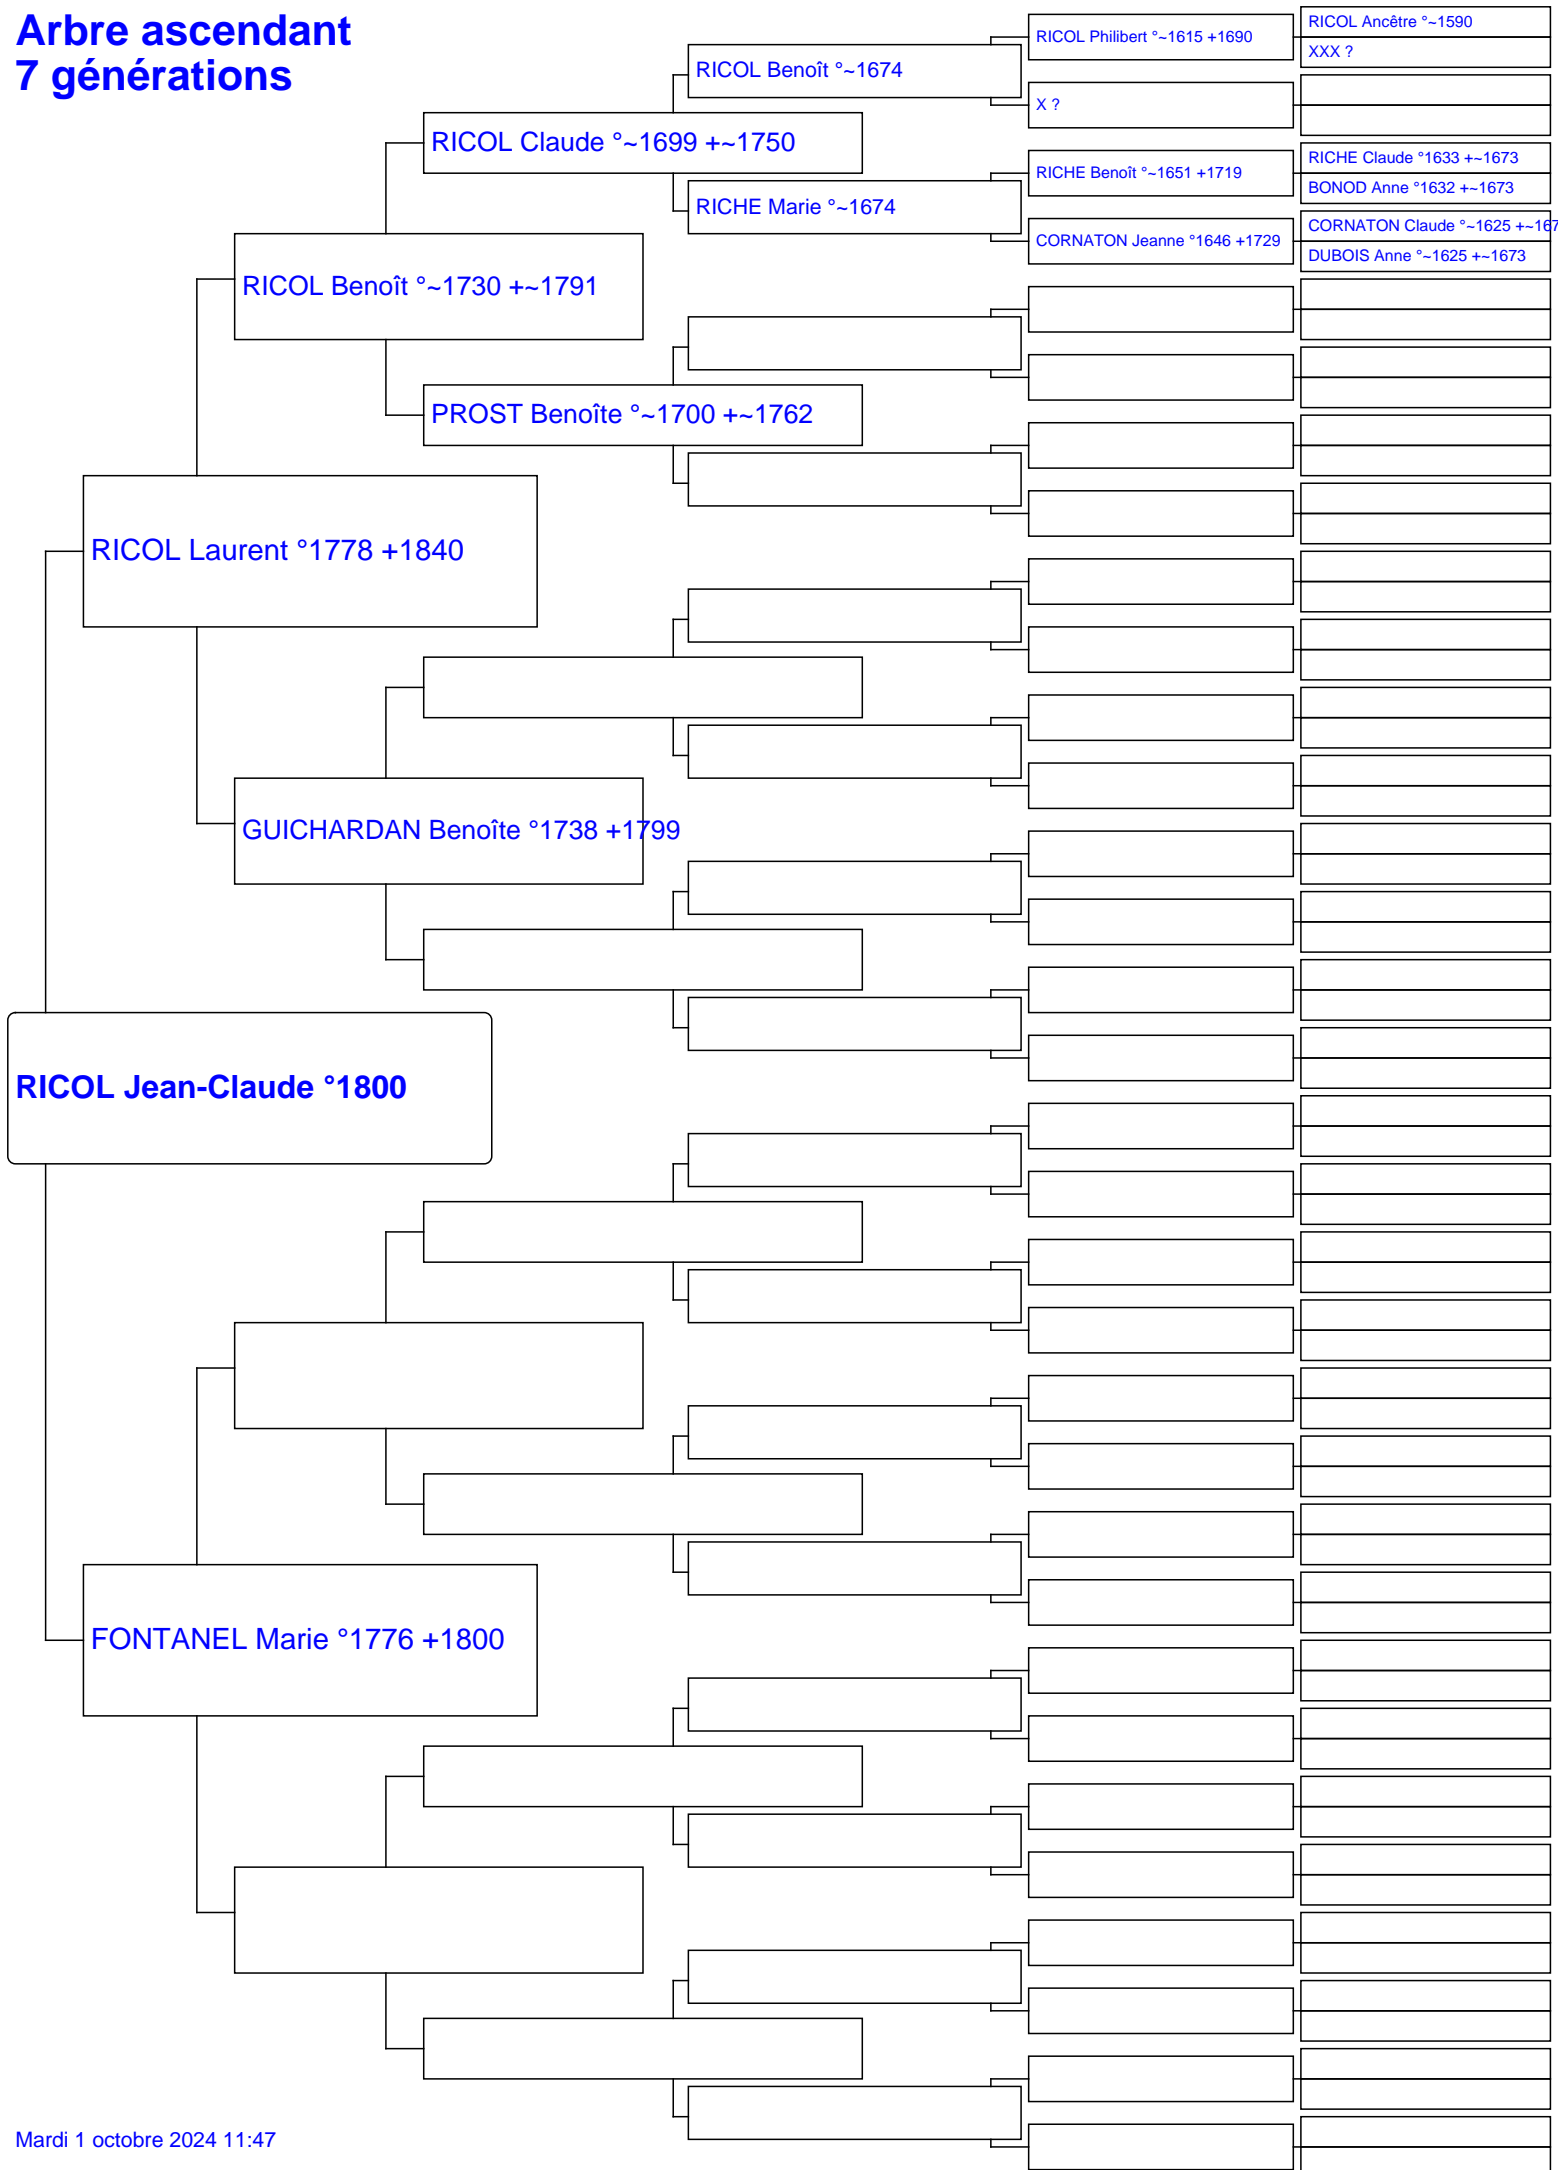 Arbre ascendant
7 générations
RICOL Ancêtre °~1590
RICOL Philibert °~1615 +1690
XXX ?
RICOL Benoît °~1674
X ?
RICOL Claude °~1699 +~1750
RICHE Claude °1633 +~1673
RICHE Benoît °~1651 +1719
BONOD Anne °1632 +~1673
RICHE Marie °~1674
CORNATON Claude °~1625 +~167
CORNATON Jeanne °1646 +1729
DUBOIS Anne °~1625 +~1673
RICOL Benoît °~1730 +~1791
PROST Benoîte °~1700 +~1762
RICOL Laurent °1778 +1840
GUICHARDAN Benoîte °1738 +1799
RICOL Jean-Claude °1800
FONTANEL Marie °1776 +1800
Mardi 1 octobre 2024 11:47